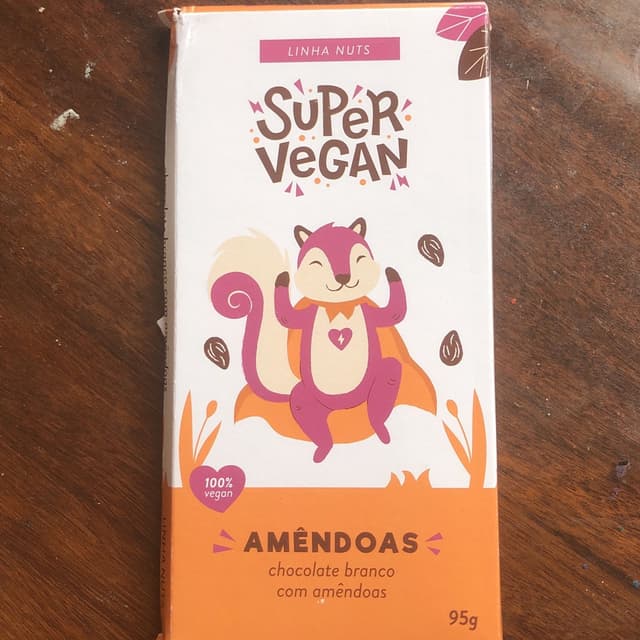 LINHA NUTS
SUPER
VEGAN
100%
vegan
AMÊNDOAS
chocolate branco
com amêndoas
95g